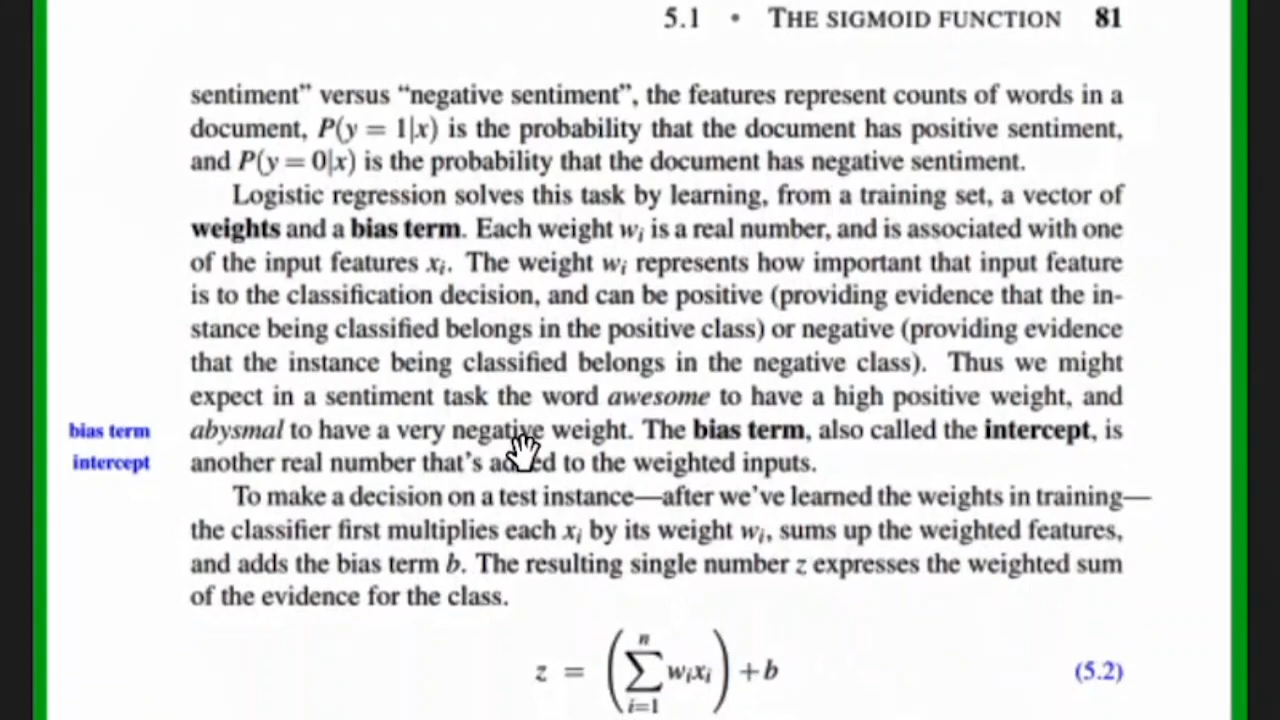 5.1 • THE SIGMOID FUNCTION 81
sentiment” versus “negative sentiment”, the features represent counts of words in a
document, P(y = 1|x) is the probability that the document has positive sentiment,
and P(y = 0|x) is the probability that the document has negative sentiment.
Logistic regression solves this task by learning, from a training set, a vector of
weights and a bias term. Each weight wᵢ is a real number, and is associated with one
of the input features xᵢ. The weight wᵢ represents how important that input feature
is to the classification decision, and can be positive (providing evidence that the in-
stance being classified belongs in the positive class) or negative (providing evidence
that the instance being classified belongs in the negative class). Thus we might
expect in a sentiment task the word awesome to have a high positive weight, and
bias term abysmal to have a very negative weight. The bias term, also called the intercept, is
intercept another real number that’s added to the weighted inputs.
To make a decision on a test instance—after we’ve learned the weights in training—
the classifier first multiplies each xᵢ by its weight wᵢ, sums up the weighted features,
and adds the bias term b. The resulting single number z expresses the weighted sum
of the evidence for the class.
z = (∑ᵢ₌₁ⁿ wᵢxᵢ) + b (5.2)